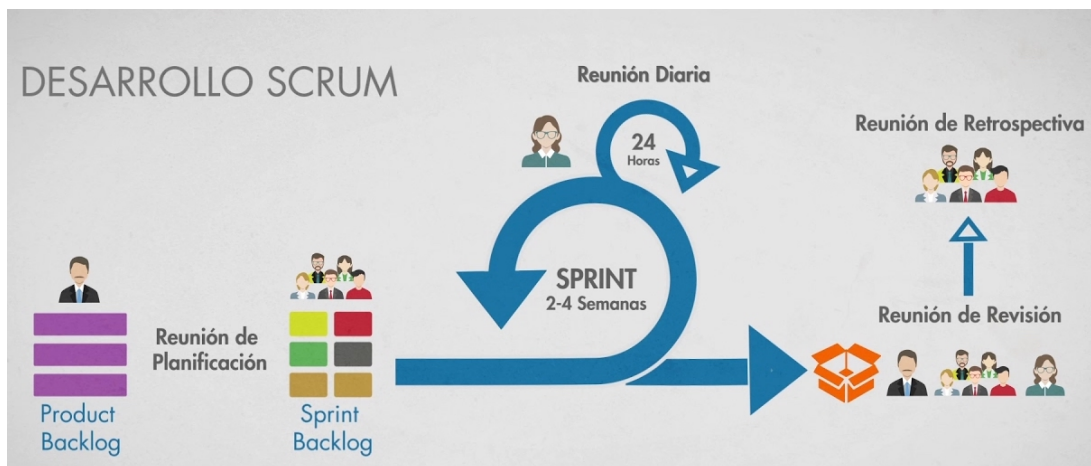 DESARROLLO SCRUM
Reunión Diaria
24
Horas
Reunión de Retrospectiva
SPRINT
2-4 Semanas
Reunión de Revisión
Reunión de
Planificación
Product
Backlog
Sprint
Backlog